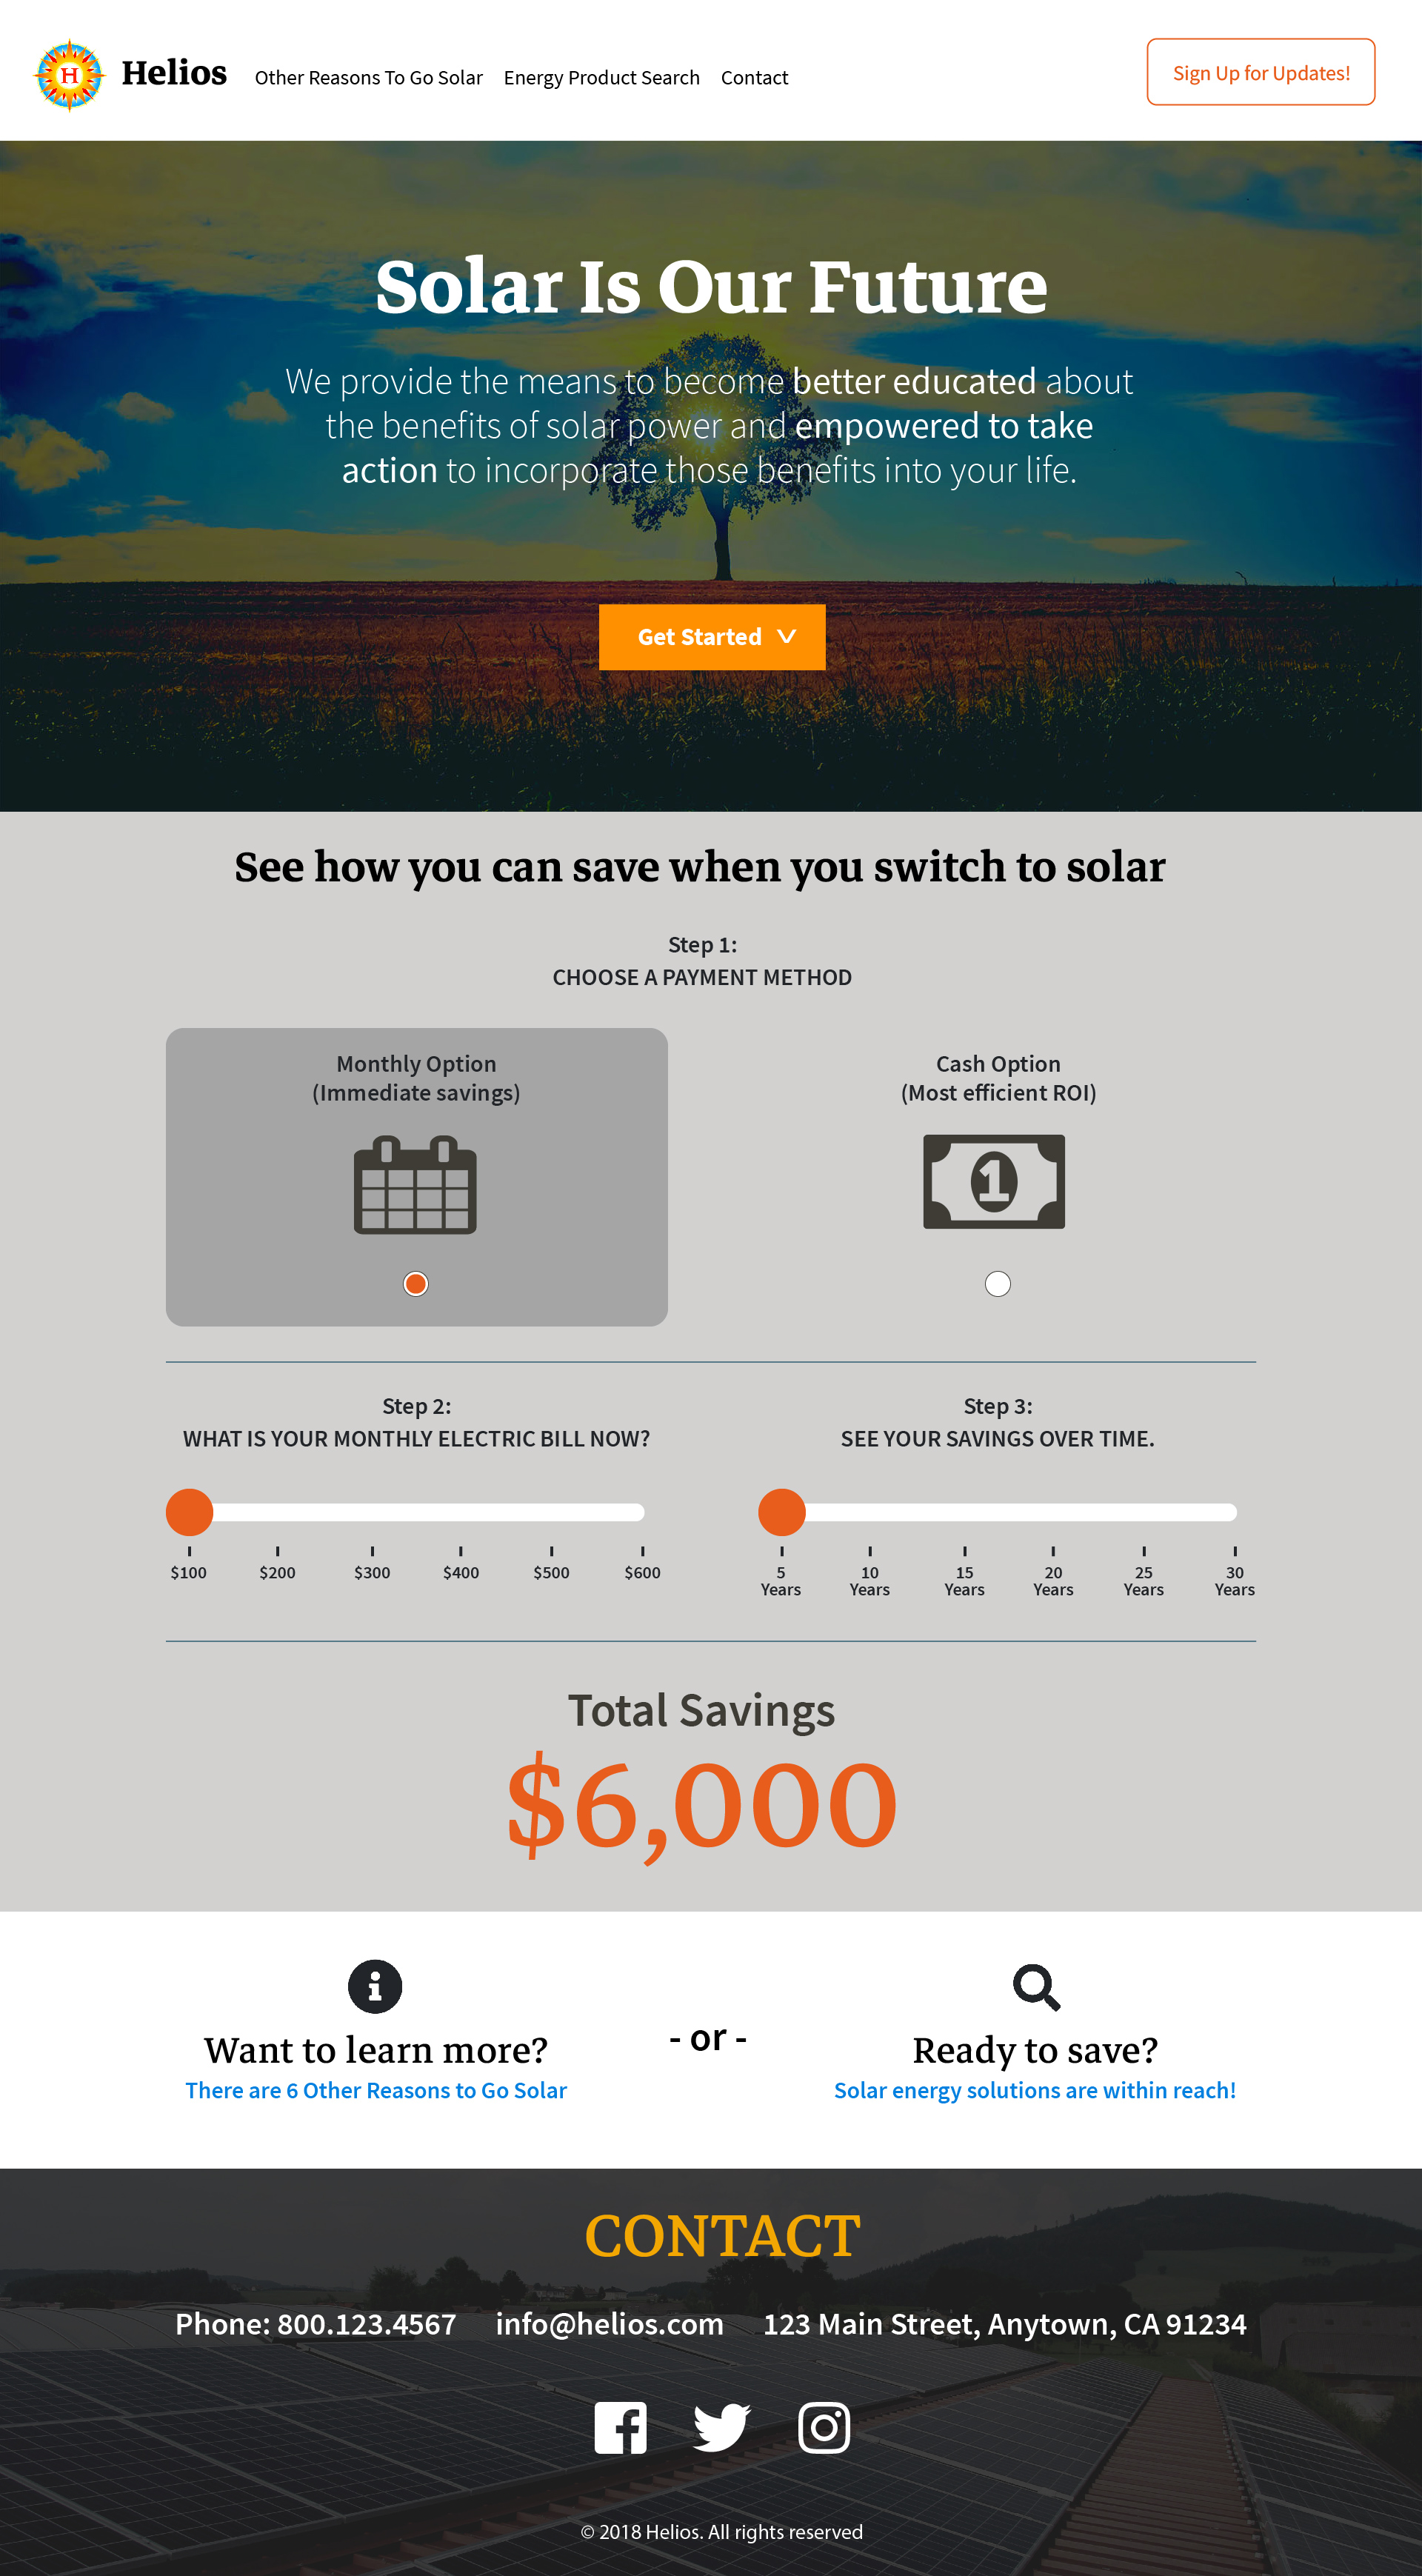 H
Helios
Other Reasons To Go Solar
Energy Product Search
Contact
Sign Up for Updates!
Solar Is Our Future
We provide the means to become better educated about
the benefits of solar power and empowered to take
action to incorporate those benefits into your life.
Get Started
See how you can save when you switch to solar
Step 1:
CHOOSE A PAYMENT METHOD
Monthly Option
(Immediate savings)
Cash Option
(Most efficient ROI)
1
Step 2:
WHAT IS YOUR MONTHLY ELECTRIC BILL NOW?
$100 $200 $300 $400 $500 $600
Step 3:
SEE YOUR SAVINGS OVER TIME.
5 10 15 20 25 30
Years Years Years Years Years Years
Total Savings
$6,000
Want to learn more?
There are 6 Other Reasons to Go Solar
- or -
Ready to save?
Solar energy solutions are within reach!
CONTACT
Phone: 800.123.4567 info@helios.com 123 Main Street, Anytown, CA 91234
© 2018 Helios. All rights reserved